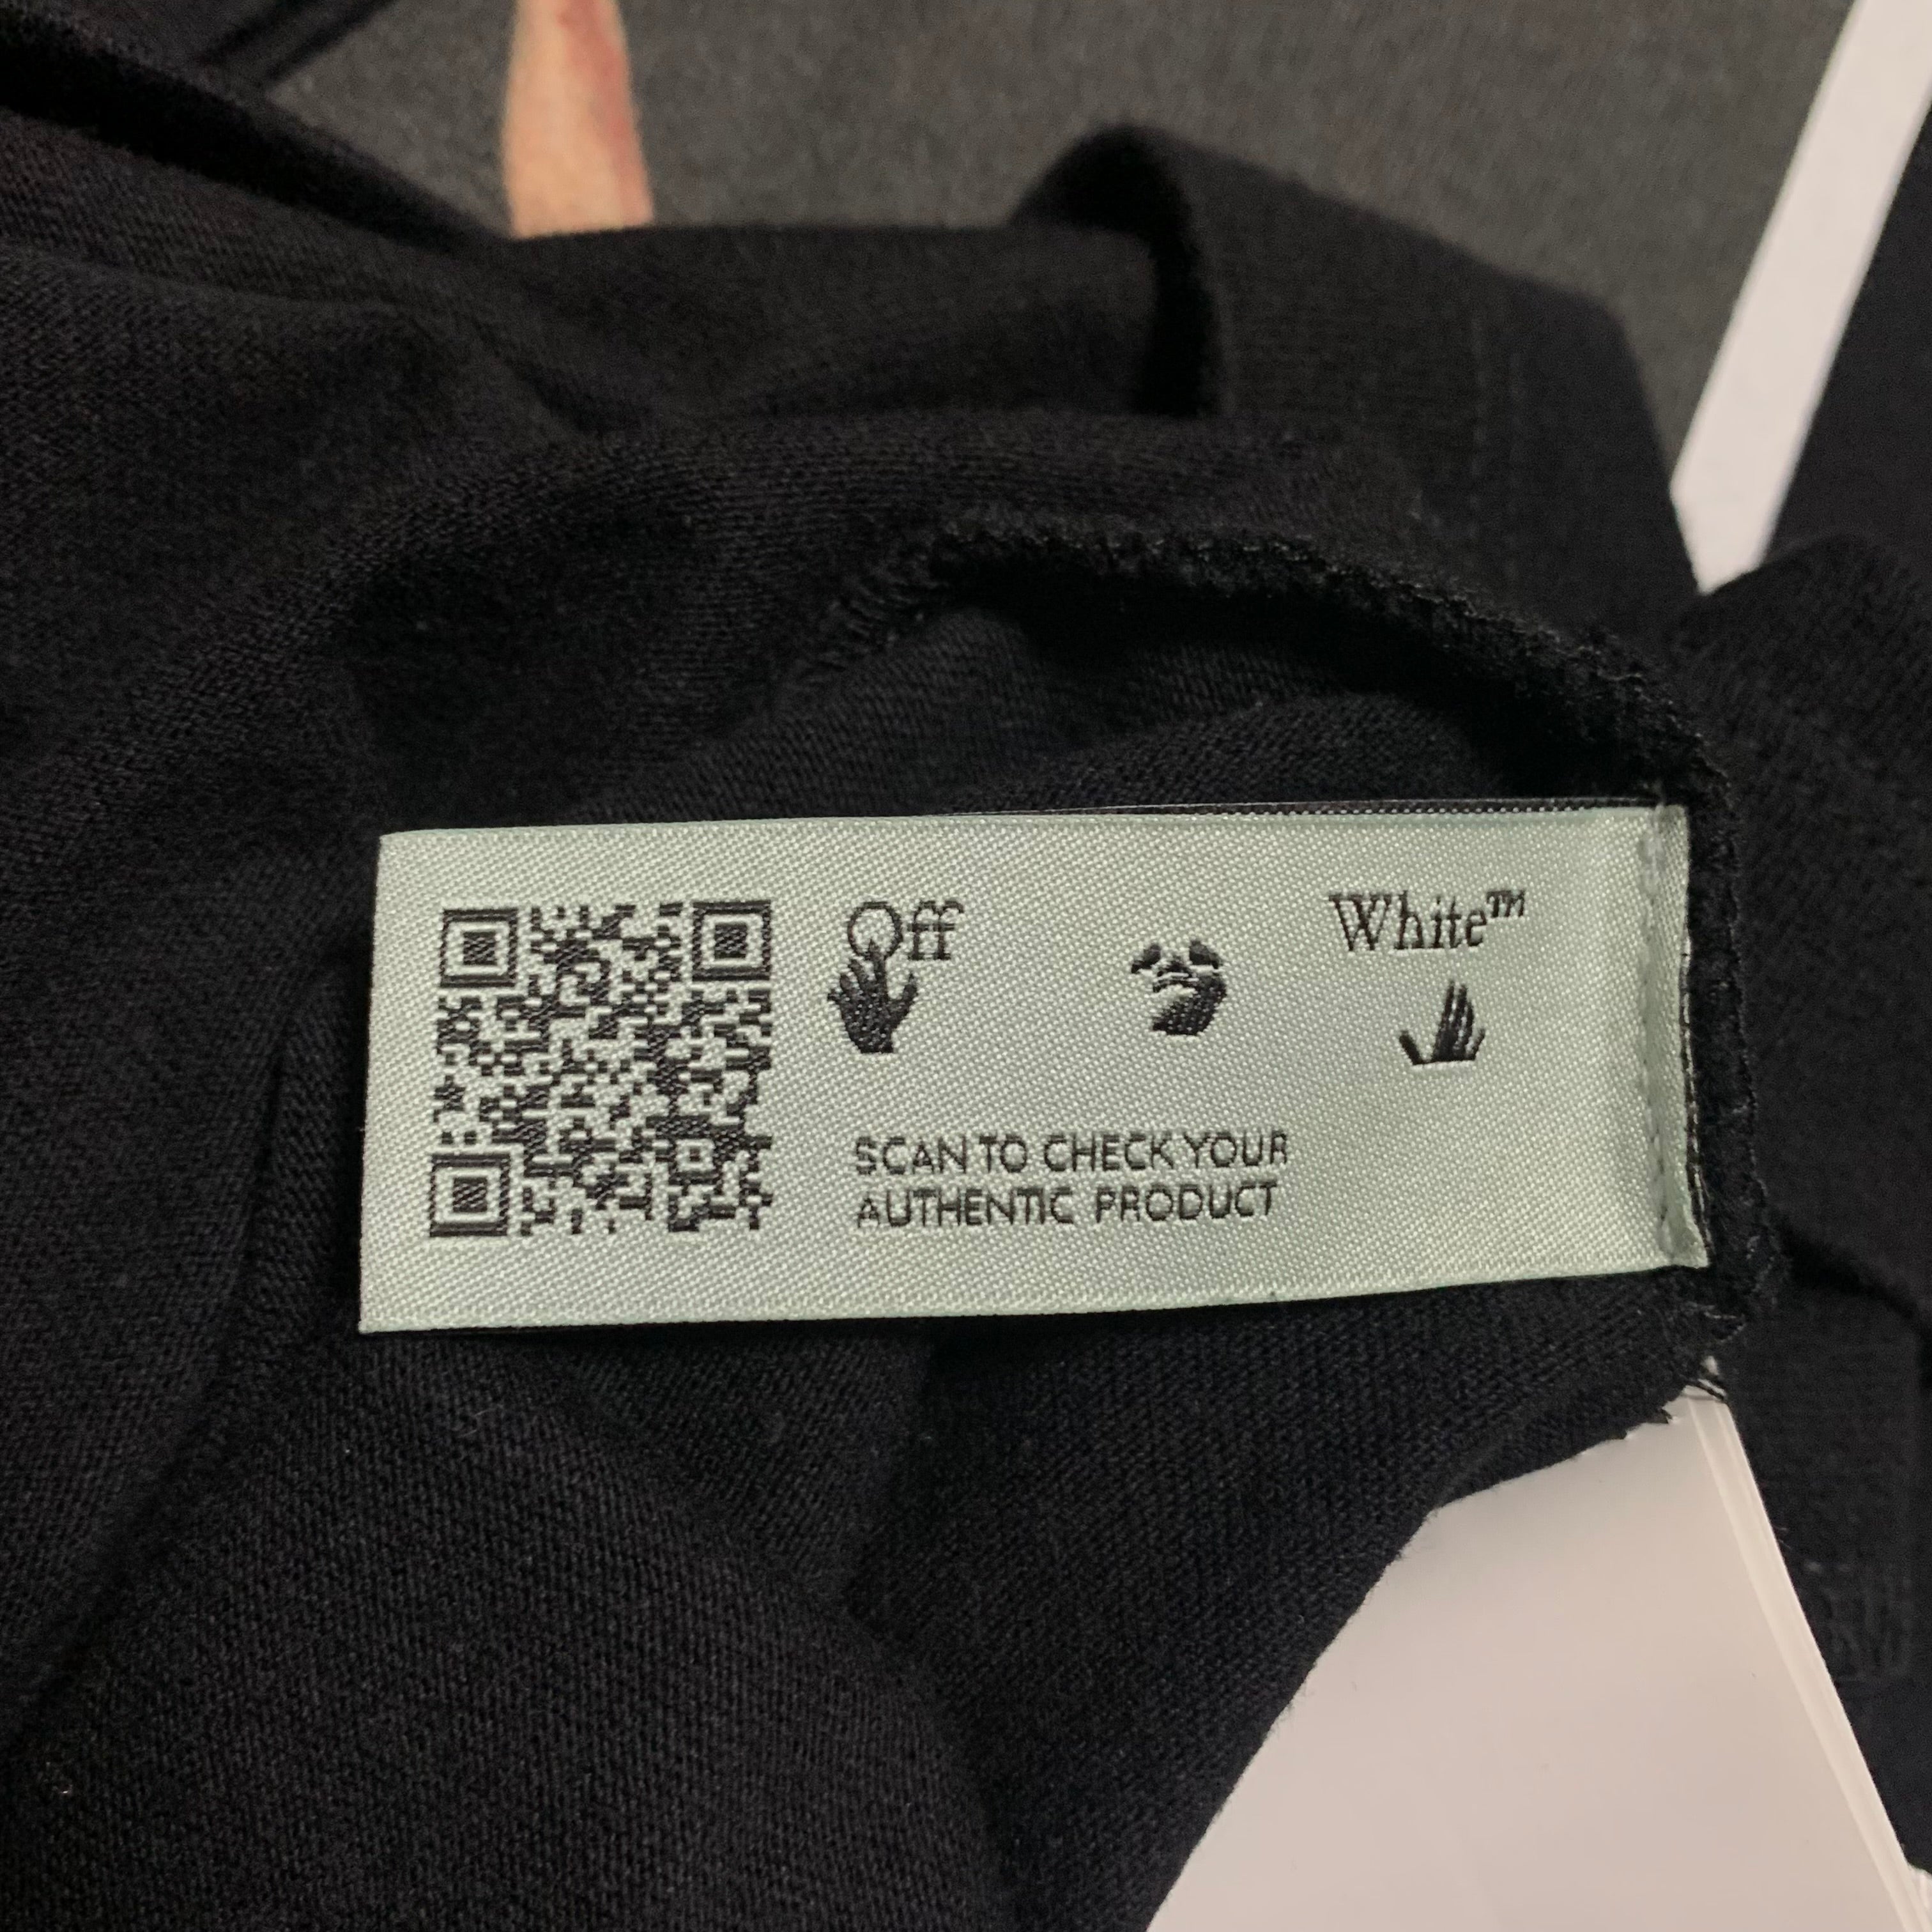 Off White™
SCAN TO CHECK YOUR
AUTHENTIC PRODUCT